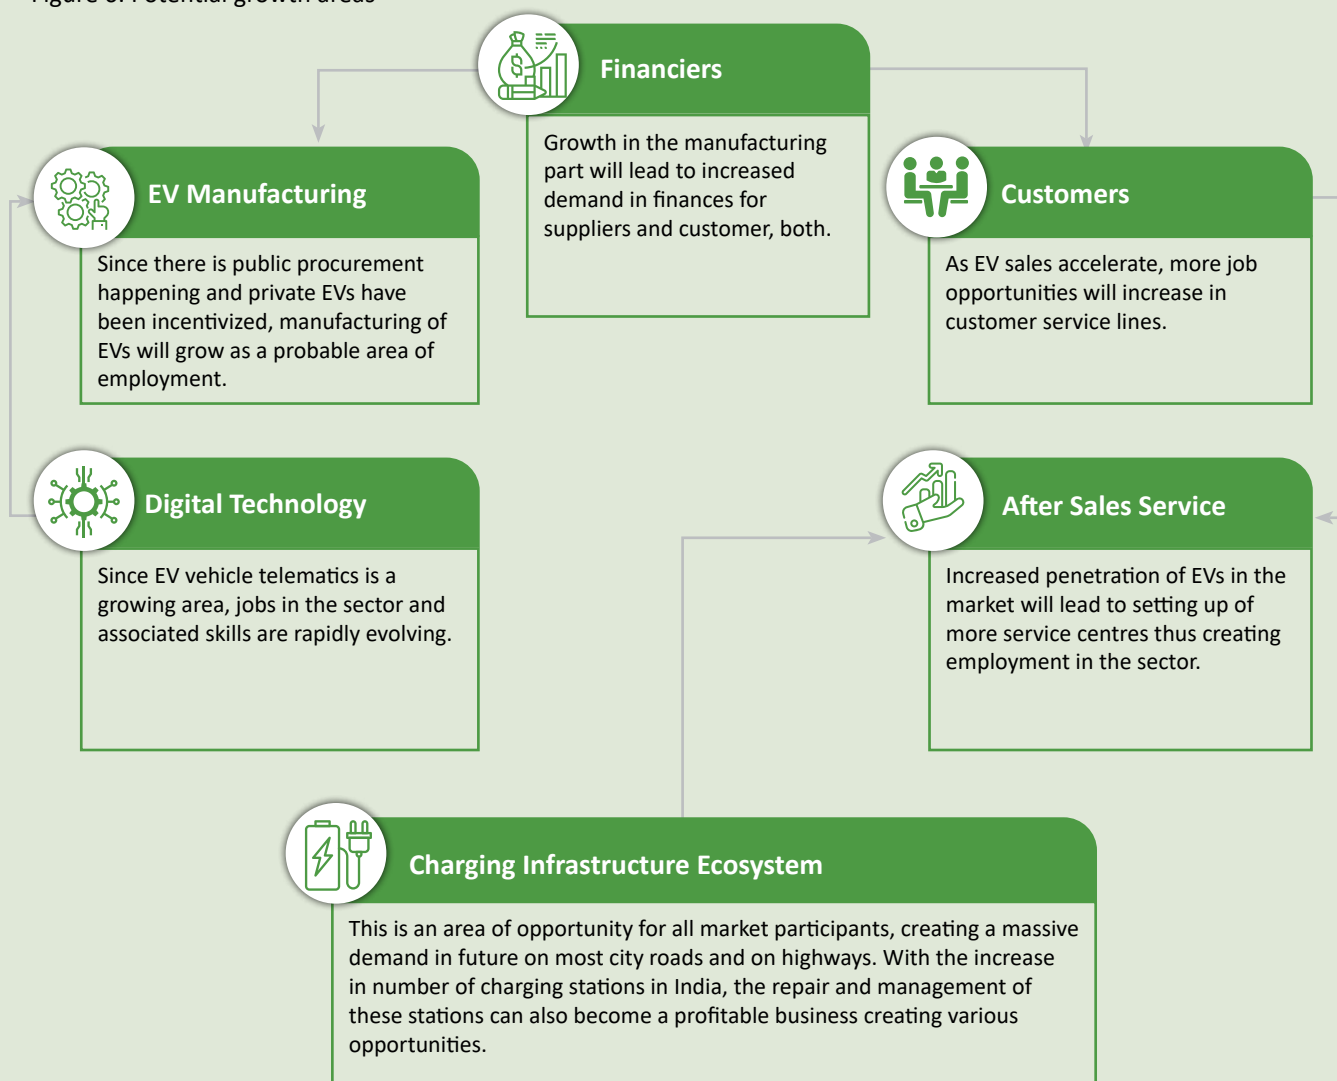 Figure 6: Potential growth areas
Financiers
Growth in the manufacturing
part will lead to increased
demand in finances for
suppliers and customer, both.
EV Manufacturing
Since there is public procurement
happening and private EVs have
been incentivized, manufacturing of
EVs will grow as a probable area of
employment.
Customers
As EV sales accelerate, more job
opportunities will increase in
customer service lines.
Digital Technology
Since EV vehicle telematics is a
growing area, jobs in the sector and
associated skills are rapidly evolving.
After Sales Service
Increased penetration of EVs in the
market will lead to setting up of
more service centres thus creating
employment in the sector.
Charging Infrastructure Ecosystem
This is an area of opportunity for all market participants, creating a massive
demand in future on most city roads and on highways. With the increase
in number of charging stations in India, the repair and management of
these stations can also become a profitable business creating various
opportunities.